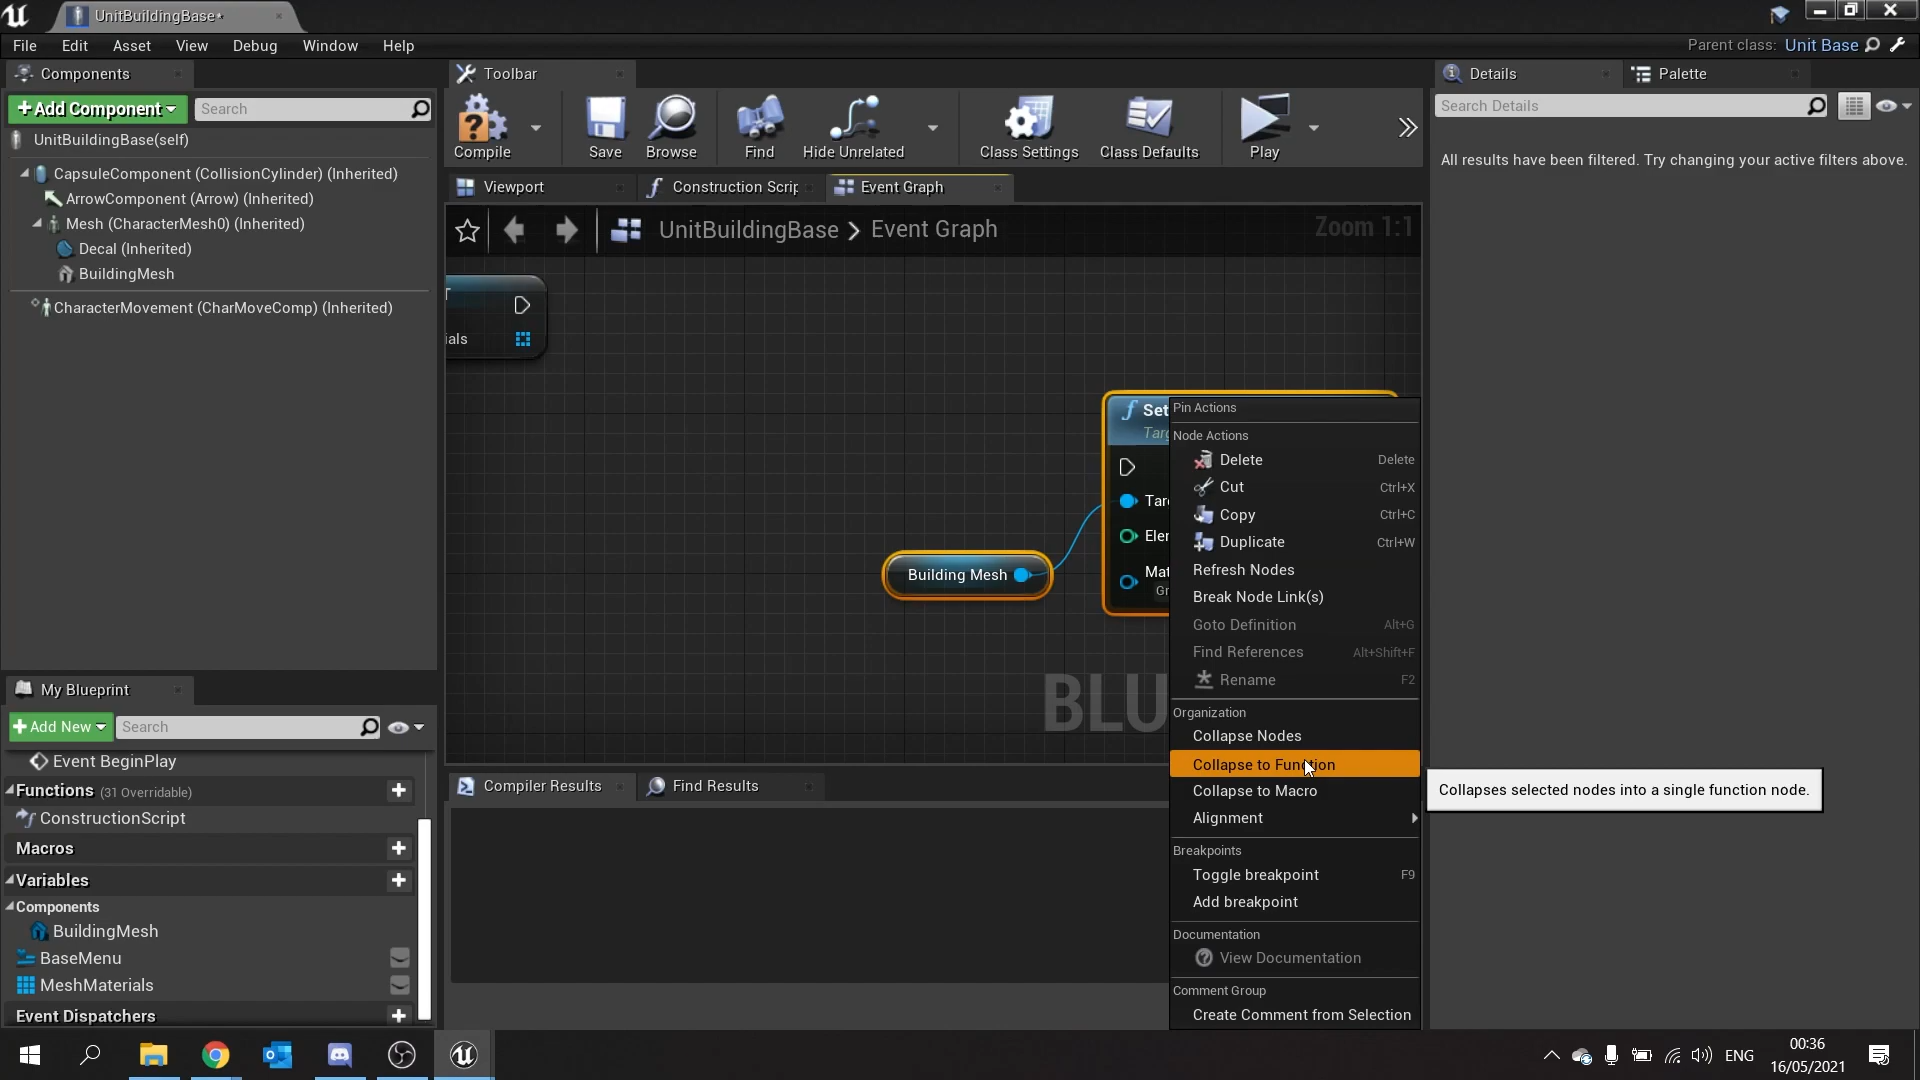 UnitBuildingBase*
File Edit Asset View Debug Window Help
Parent class: Unit Base
Components
+Add Component
Search
UnitBuildingBase(self)
CapsuleComponent (CollisionCylinder) (Inherited)
ArrowComponent (Arrow) (Inherited)
Mesh (CharacterMesh0) (Inherited)
Decal (Inherited)
BuildingMesh
CharacterMovement (CharMoveComp) (Inherited)
My Blueprint
+Add New
Search
Event BeginPlay
Functions (31 Overridable)
ConstructionScript
Macros
Variables
Components
BuildingMesh
BaseMenu
MeshMaterials
Event Dispatchers
Toolbar
Compile
Save
Browse
Find
Hide Unrelated
Class Settings
Class Defaults
Play
Viewport
Construction Scrip
Event Graph
UnitBuildingBase > Event Graph
Zoom 1:1
ials
Building Mesh
Set
Targ
Targ
Elem
Mat
Gr
BLU
Pin Actions
Node Actions
Delete Delete
Cut Ctrl+X
Copy Ctrl+C
Duplicate Ctrl+W
Refresh Nodes
Break Node Link(s)
Goto Definition Alt+G
Find References Alt+Shift+F
Rename F2
Organization
Collapse Nodes
Collapse to Function
Collapse to Macro
Alignment
Breakpoints
Toggle breakpoint F9
Add breakpoint
Documentation
View Documentation
Comment Group
Create Comment from Selection
Collapses selected nodes into a single function node.
Compiler Results
Find Results
Details
Palette
Search Details
All results have been filtered. Try changing your active filters above.
ENG
00:36
16/05/2021